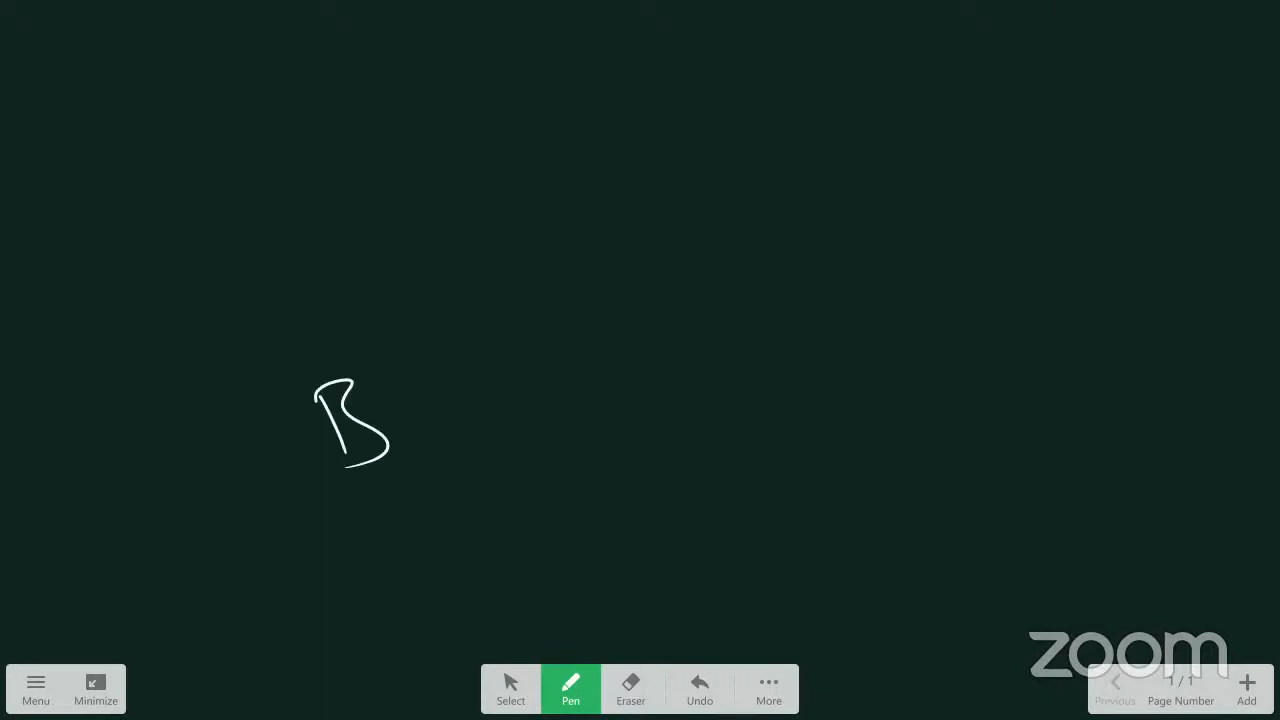 B
zoom
Menu
Minimize
Select
Pen
Eraser
Undo
More
Previous
1 / 1
Page Number
Add